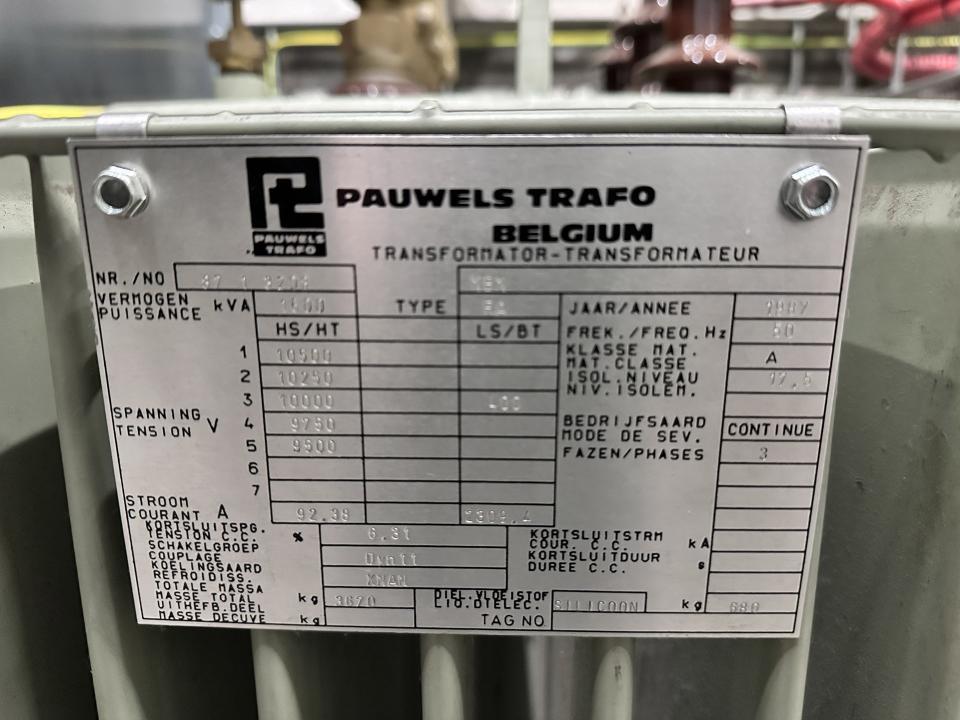 PAUWELS TRAFO
BELGIUM
PAUWELS
TRAFO
TRANSFORMATOR-TRANSFORMATEUR
NR./NO
VERMOGEN
PUISSANCE kVA 1600 TYPE JAAR/ANNEE
HS/HT LS/BT FREK./FREQ.Hz 50
KLASSE MAT.
MAT.CLASSE A
1 10500
ISOL.NIVEAU
NIV.ISOLEM. 17,5
2 10250
3 10000 400
SPANNING
TENSION V
4 9750
BEDRIJFSAARD
MODE DE SEV. CONTINUE
5 9500 FAZEN/PHASES 3
6
7
STROOM
COURANT A 92.38 2309.4
KORTSLUITSPG.
TENSION C.C. %
KORTSLUITSTRM
COUR. C.C. kA
SCHAKELGROEP
COUPLAGE Dyn11
KORTSLUITDUUR
DUREE C.C. s
KOELINGSAARD
REFROIDISS. KNAN
TOTALE MASSA
MASSE TOTAL kg 3670
DIEL.VLOEISTOF
LIQ.DIELEC. SILICOON kg 680
UITHEFB.DEEL
MASSE DECUVE kg
TAG NO